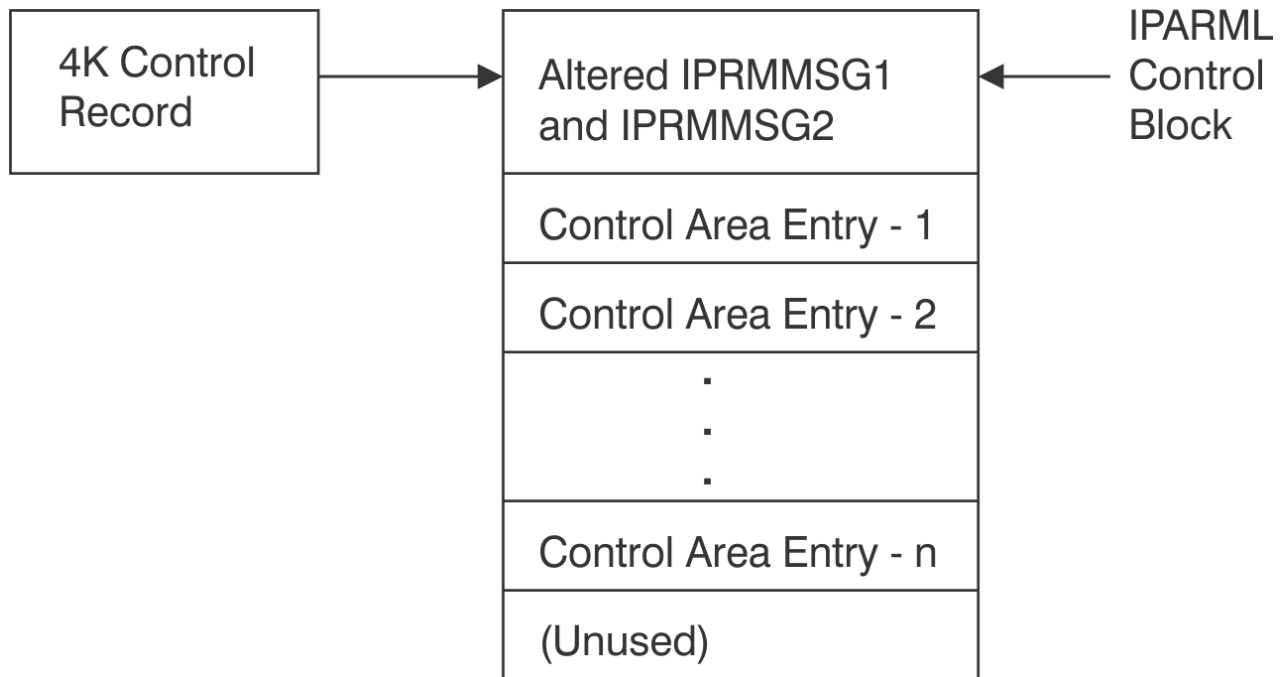 4K Control
Record
Altered IPRMMSG1
and IPRMMSG2
IPARML
Control
Block
Control Area Entry - 1
Control Area Entry - 2
.
.
.
Control Area Entry - n
(Unused)